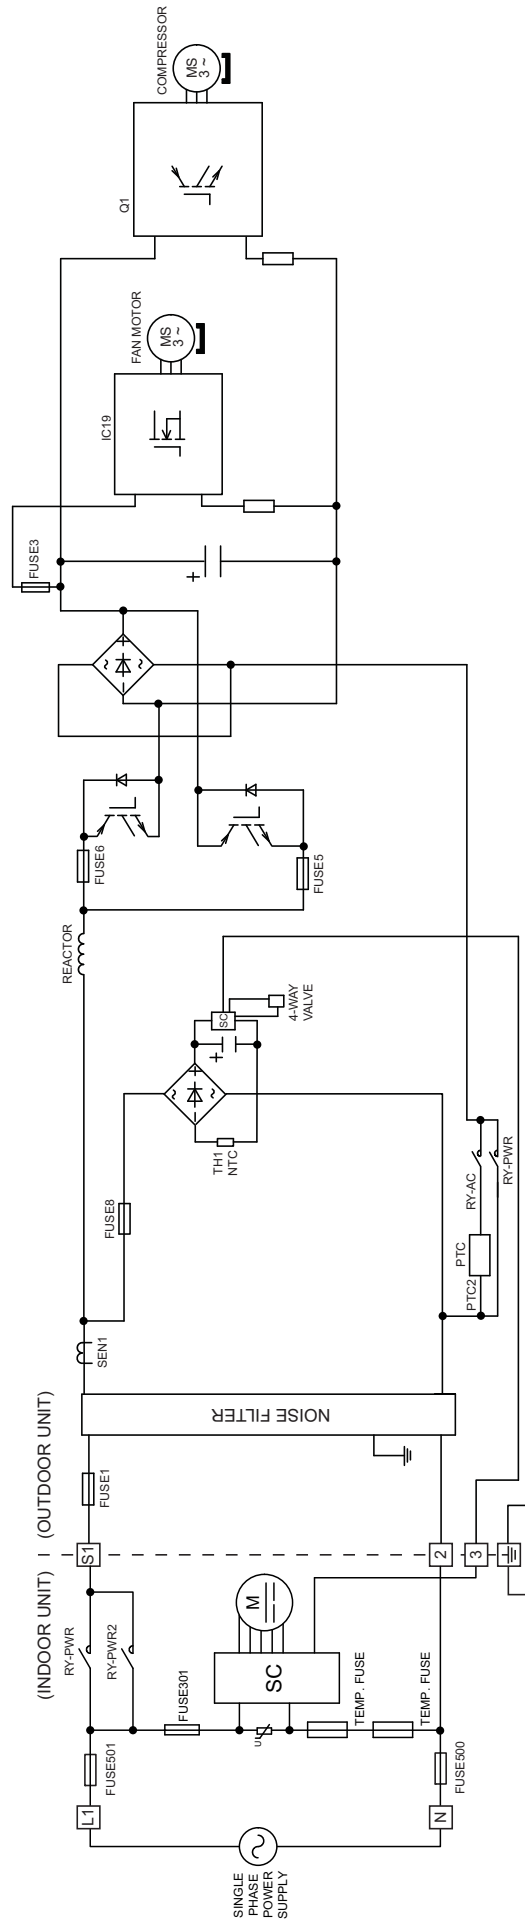 (INDOOR UNIT)
(OUTDOOR UNIT)
SINGLE
PHASE
POWER
SUPPLY
L1
N
FUSE501
FUSE500
RY-PWR
RY-PWR2
FUSE301
U
TEMP. FUSE
TEMP. FUSE
SC
M
S1
2
3
FUSE1
NOISE FILTER
SEN1
FUSE8
PTC2
PTC
RY-AC
RY-PWR
TH1
NTC
~
~
+
SC
4-WAY
VALVE
REACTOR
FUSE6
FUSE5
~
~
+
FUSE3
IC19
FAN MOTOR
MS
3 ~
Q1
COMPRESSOR
MS
3 ~